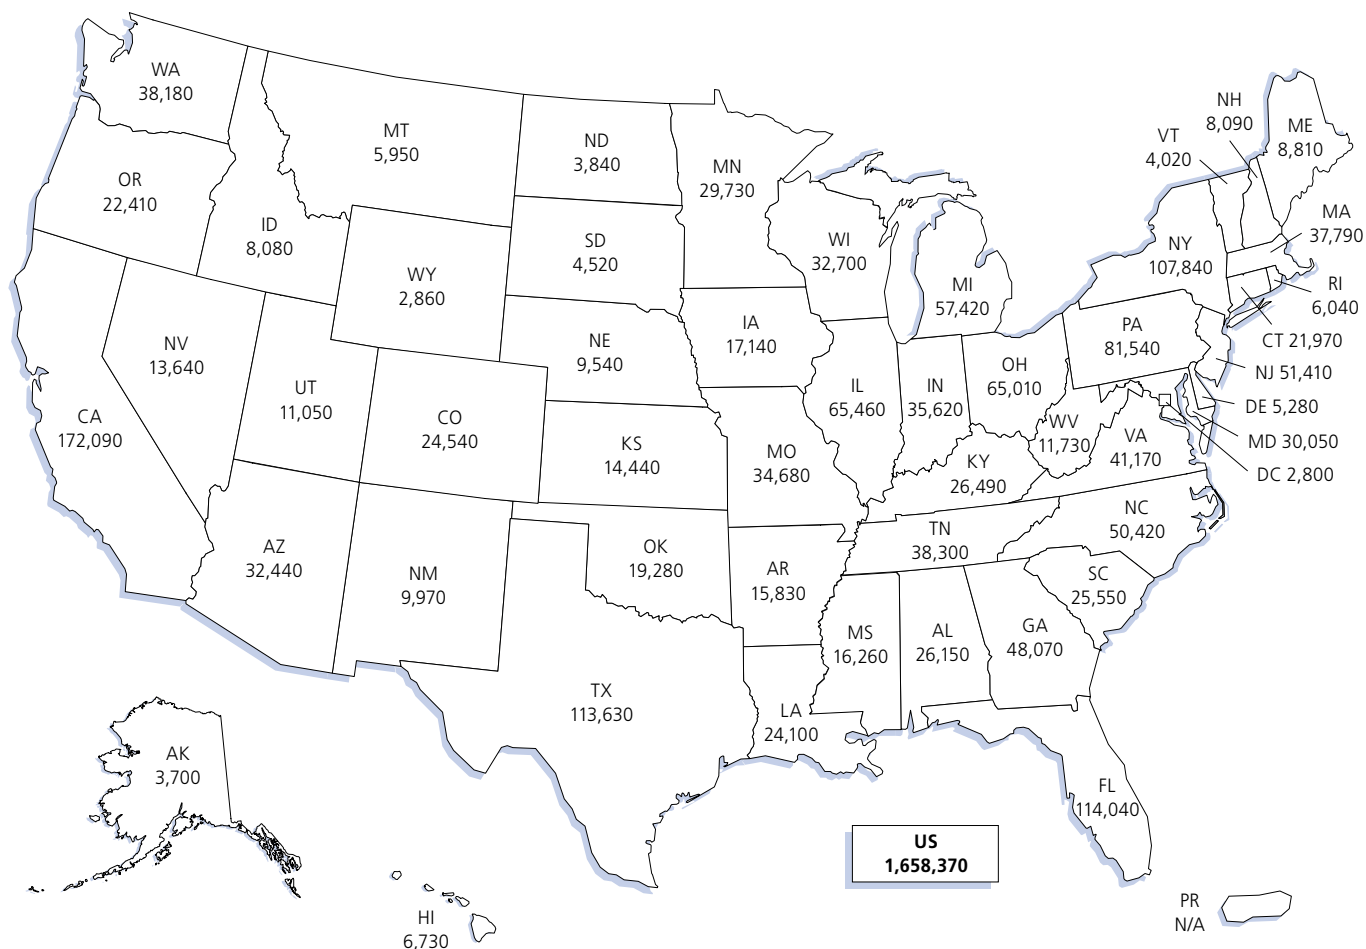 WA
38,180
MT
5,950
ND
3,840
MN
29,730
OR
22,410
ID
8,080
SD
4,520
WI
32,700
WY
2,860
MI
57,420
NH
8,090
VT
4,020
ME
8,810
MA
37,790
NY
107,840
RI
6,040
CT 21,970
NJ 51,410
DE 5,280
MD 30,050
DC 2,800
PA
81,540
IA
17,140
NE
9,540
NV
13,640
UT
11,050
CA
172,090
CO
24,540
KS
14,440
MO
34,680
IL
65,460
IN
35,620
OH
65,010
WV
11,730
VA
41,170
KY
26,490
NC
50,420
TN
38,300
AZ
32,440
NM
9,970
OK
19,280
AR
15,830
SC
25,550
MS
16,260
AL
26,150
GA
48,070
TX
113,630
LA
24,100
FL
114,040
AK
3,700
HI
6,730
US
1,658,370
PR
N/A